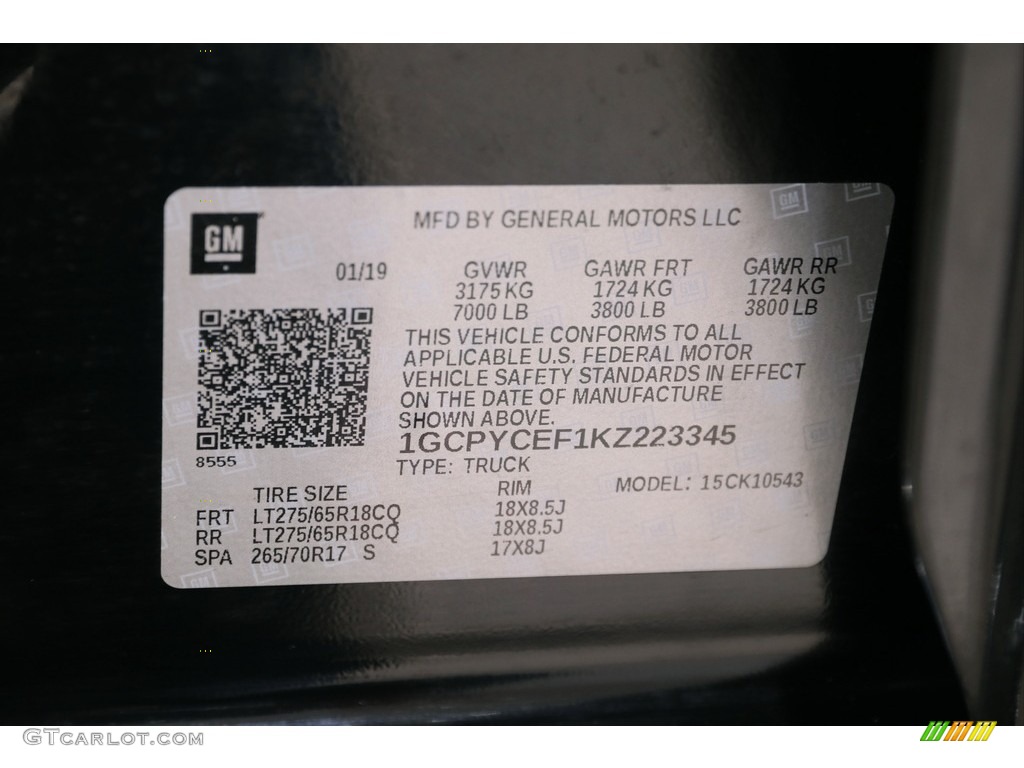 MFD BY GENERAL MOTORS LLC
GM
01/19
GVWR GAWR FRT GAWR RR
3175 KG 1724 KG 1724 KG
7000 LB 3800 LB 3800 LB
THIS VEHICLE CONFORMS TO ALL
APPLICABLE U.S. FEDERAL MOTOR
VEHICLE SAFETY STANDARDS IN EFFECT
ON THE DATE OF MANUFACTURE
SHOWN ABOVE.
1GCPYCEF1KZ223345
8555
TYPE: TRUCK
TIRE SIZE RIM MODEL: 15CK10543
FRT LT275/65R18CQ 18X8.5J
RR LT275/65R18CQ 18X8.5J
SPA 265/70R17 S 17X8J
GTCARLOT.COM